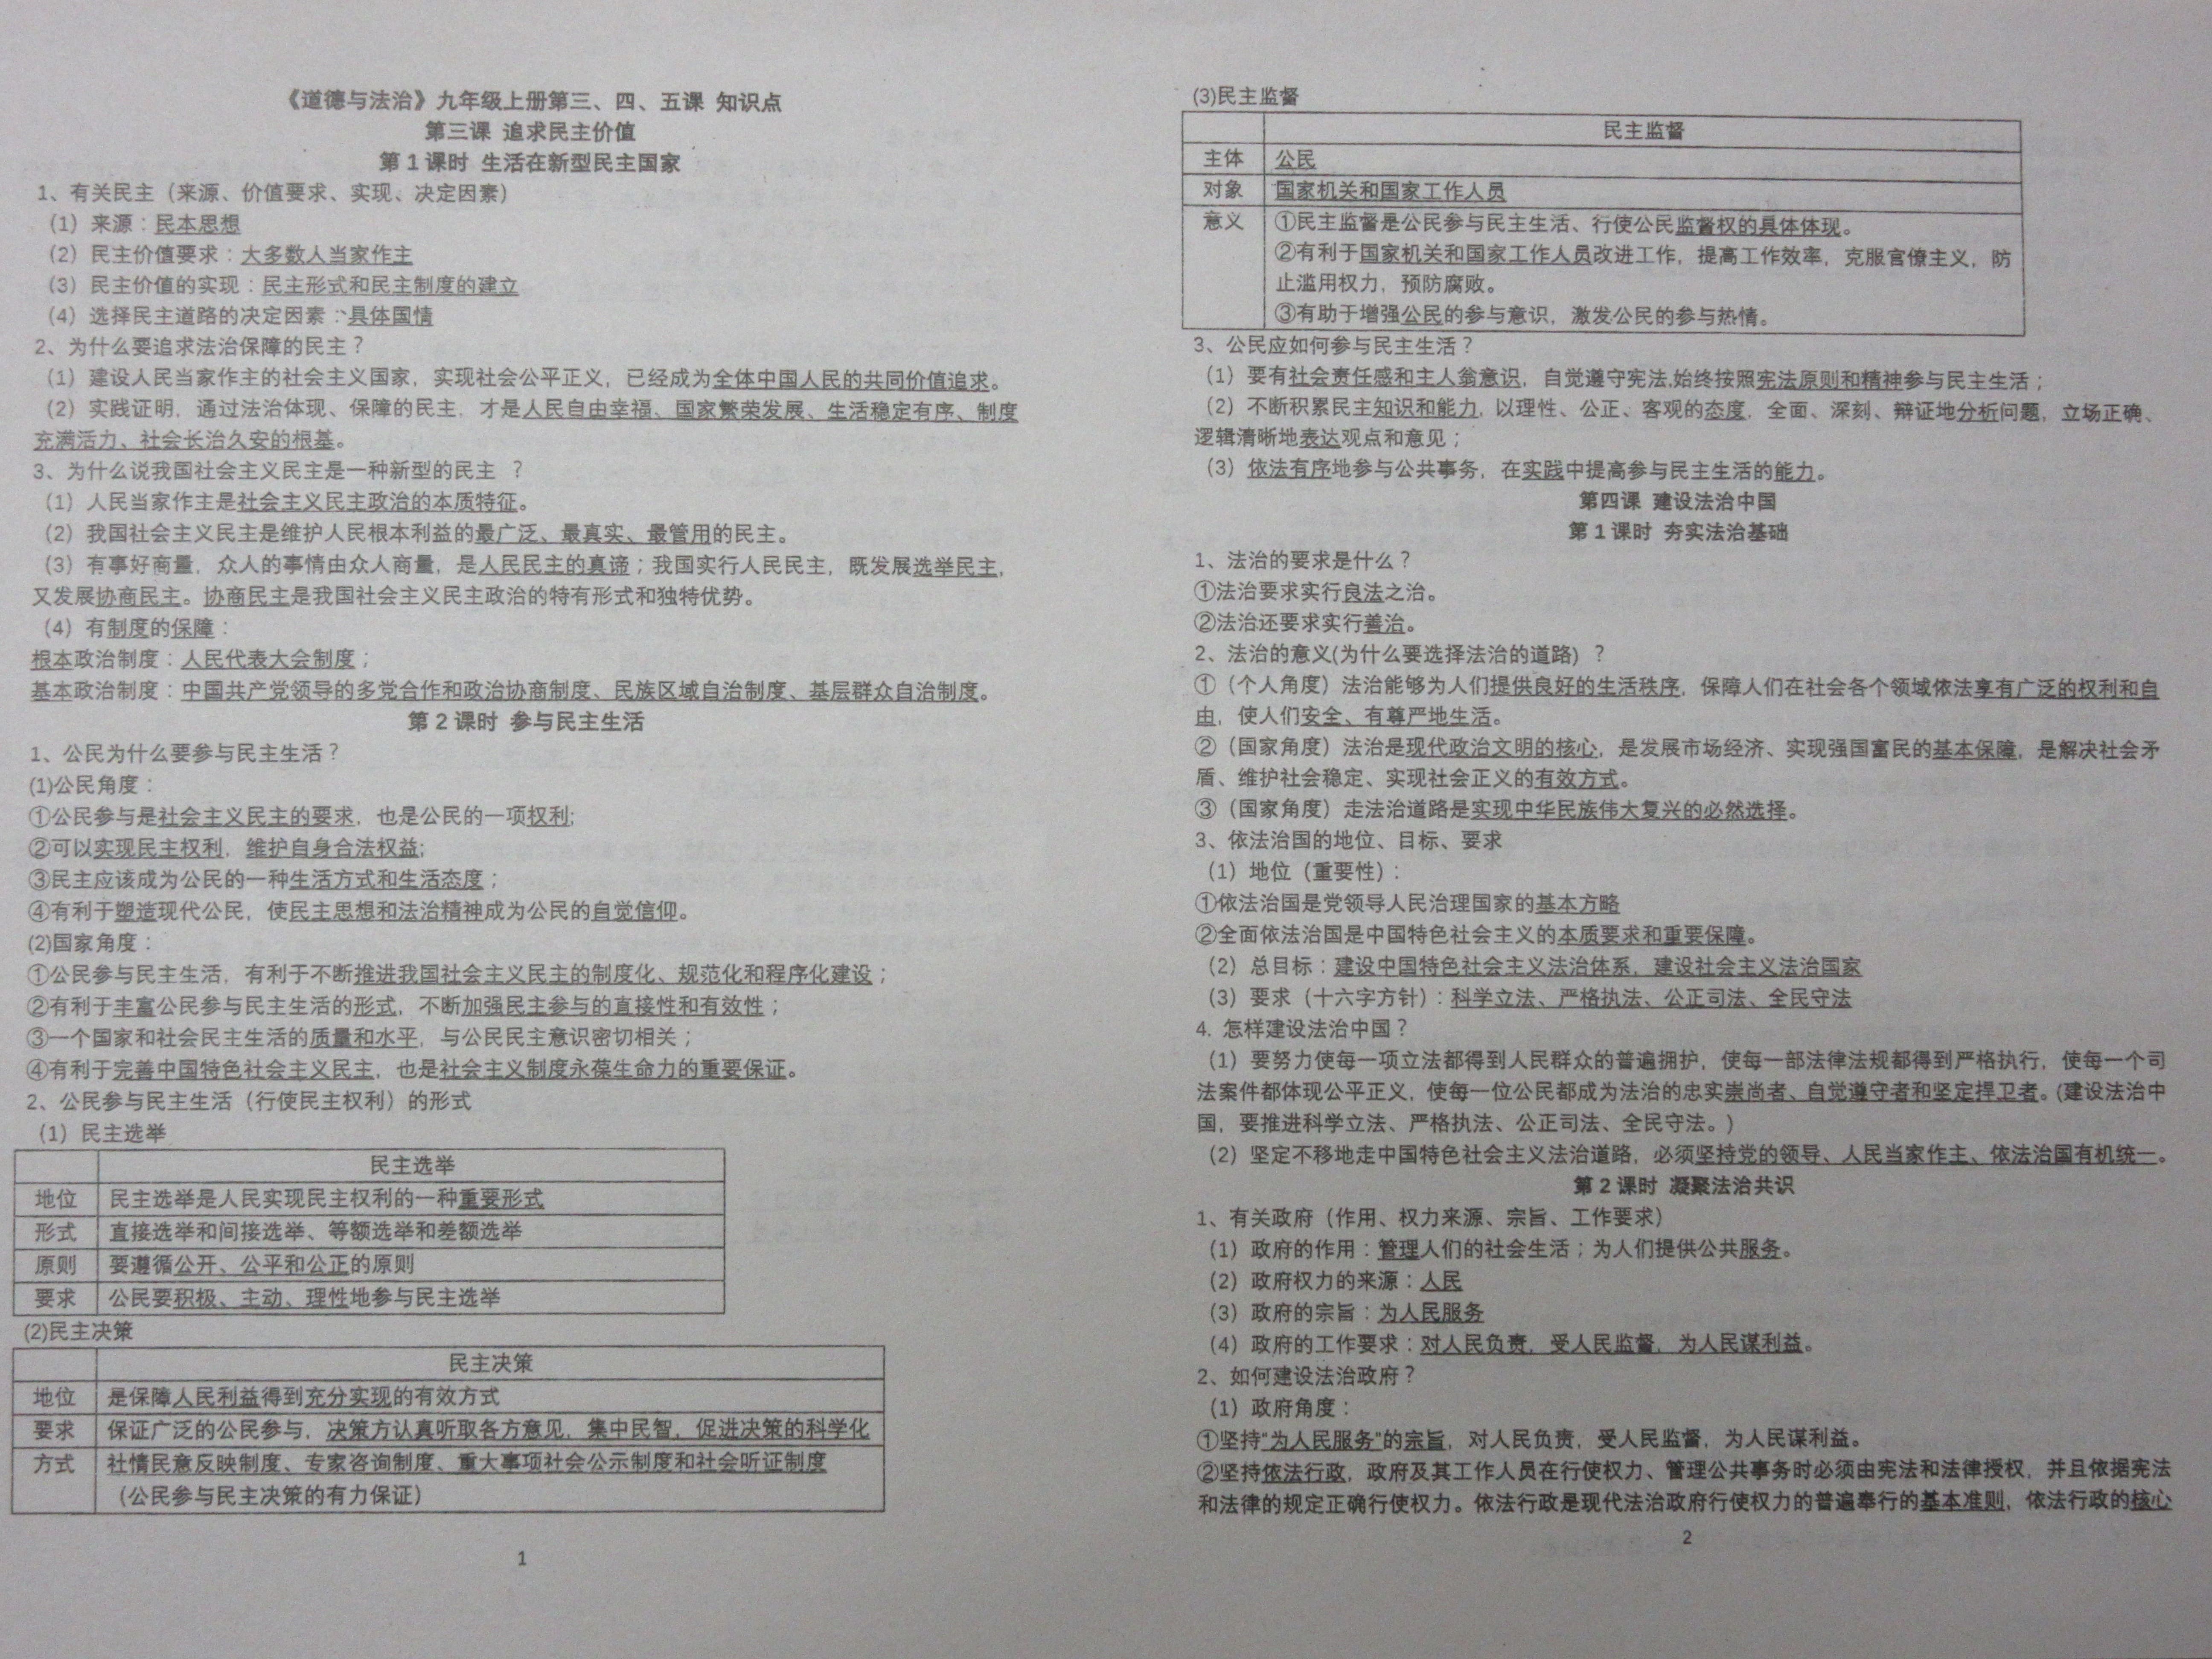 《道德与法治》九年级上册第三、四、五课 知识点
第三课 追求民主价值
第 1 课时 生活在新型民主国家
1、有关民主（来源、价值要求、实现、决定因素）
（1）来源：民本思想
（2）民主价值要求：大多数人当家作主
（3）民主价值的实现：民主形式和民主制度的建立
（4）选择民主道路的决定因素：具体国情
2、为什么要追求法治保障的民主？
（1）建设人民当家作主的社会主义国家，实现社会公平正义，已经成为全体中国人民的共同价值追求。
（2）实践证明，通过法治体现、保障的民主，才是人民自由幸福、国家繁荣发展、生活稳定有序、制度
充满活力、社会长治久安的根基。
3、为什么说我国社会主义民主是一种新型的民主 ？
（1）人民当家作主是社会主义民主政治的本质特征。
（2）我国社会主义民主是维护人民根本利益的最广泛、最真实、最管用的民主。
（3）有事好商量，众人的事情由众人商量，是人民民主的真谛；我国实行人民民主，既发展选举民主，
又发展协商民主。协商民主是我国社会主义民主政治的特有形式和独特优势。
（4）有制度的保障：
根本政治制度：人民代表大会制度；
基本政治制度：中国共产党领导的多党合作和政治协商制度、民族区域自治制度、基层群众自治制度。
第 2 课时 参与民主生活
1、公民为什么要参与民主生活？
(1)公民角度：
①公民参与是社会主义民主的要求，也是公民的一项权利;
②可以实现民主权利，维护自身合法权益;
③民主应该成为公民的一种生活方式和生活态度；
④有利于塑造现代公民，使民主思想和法治精神成为公民的自觉信仰。
(2)国家角度：
①公民参与民主生活，有利于不断推进我国社会主义民主的制度化、规范化和程序化建设；
②有利于丰富公民参与民主生活的形式，不断加强民主参与的直接性和有效性；
③一个国家和社会民主生活的质量和水平，与公民民主意识密切相关；
④有利于完善中国特色社会主义民主，也是社会主义制度永葆生命力的重要保证。
2、公民参与民主生活（行使民主权利）的形式
（1）民主选举
民主选举
地位 民主选举是人民实现民主权利的一种重要形式
形式 直接选举和间接选举、等额选举和差额选举
原则 要遵循公开、公平和公正的原则
要求 公民要积极、主动、理性地参与民主选举
(2)民主决策
民主决策
地位 是保障人民利益得到充分实现的有效方式
要求 保证广泛的公民参与，决策方认真听取各方意见，集中民智，促进决策的科学化
方式 社情民意反映制度、专家咨询制度、重大事项社会公示制度和社会听证制度
（公民参与民主决策的有力保证）
1
(3)民主监督
民主监督
主体 公民
对象 国家机关和国家工作人员
意义 ①民主监督是公民参与民主生活、行使公民监督权的具体体现。
②有利于国家机关和国家工作人员改进工作，提高工作效率，克服官僚主义，防
止滥用权力，预防腐败。
③有助于增强公民的参与意识，激发公民的参与热情。
3、公民应如何参与民主生活？
（1）要有社会责任感和主人翁意识，自觉遵守宪法,始终按照宪法原则和精神参与民主生活；
（2）不断积累民主知识和能力，以理性、公正、客观的态度，全面、深刻、辩证地分析问题，立场正确、
逻辑清晰地表达观点和意见；
（3）依法有序地参与公共事务，在实践中提高参与民主生活的能力。
第四课 建设法治中国
第 1 课时 夯实法治基础
1、法治的要求是什么？
①法治要求实行良法之治。
②法治还要求实行善治。
2、法治的意义(为什么要选择法治的道路) ？
①（个人角度）法治能够为人们提供良好的生活秩序，保障人们在社会各个领域依法享有广泛的权利和自
由，使人们安全、有尊严地生活。
②（国家角度）法治是现代政治文明的核心，是发展市场经济、实现强国富民的基本保障，是解决社会矛
盾、维护社会稳定、实现社会正义的有效方式。
③（国家角度）走法治道路是实现中华民族伟大复兴的必然选择。
3、依法治国的地位、目标、要求
（1）地位（重要性）：
①依法治国是党领导人民治理国家的基本方略
②全面依法治国是中国特色社会主义的本质要求和重要保障。
（2）总目标：建设中国特色社会主义法治体系，建设社会主义法治国家
（3）要求（十六字方针）：科学立法、严格执法、公正司法、全民守法
4. 怎样建设法治中国？
（1）要努力使每一项立法都得到人民群众的普遍拥护，使每一部法律法规都得到严格执行，使每一个司
法案件都体现公平正义，使每一位公民都成为法治的忠实崇尚者、自觉遵守者和坚定捍卫者。(建设法治中
国，要推进科学立法、严格执法、公正司法、全民守法。)
（2）坚定不移地走中国特色社会主义法治道路，必须坚持党的领导、人民当家作主、依法治国有机统一。
第 2 课时 凝聚法治共识
1、有关政府（作用、权力来源、宗旨、工作要求）
（1）政府的作用：管理人们的社会生活；为人们提供公共服务。
（2）政府权力的来源：人民
（3）政府的宗旨：为人民服务
（4）政府的工作要求：对人民负责，受人民监督，为人民谋利益。
2、如何建设法治政府？
（1）政府角度：
①坚持“为人民服务”的宗旨，对人民负责，受人民监督，为人民谋利益。
②坚持依法行政，政府及其工作人员在行使权力、管理公共事务时必须由宪法和法律授权，并且依据宪法
和法律的规定正确行使权力。依法行政是现代法治政府行使权力的普遍奉行的基本准则，依法行政的核心
2